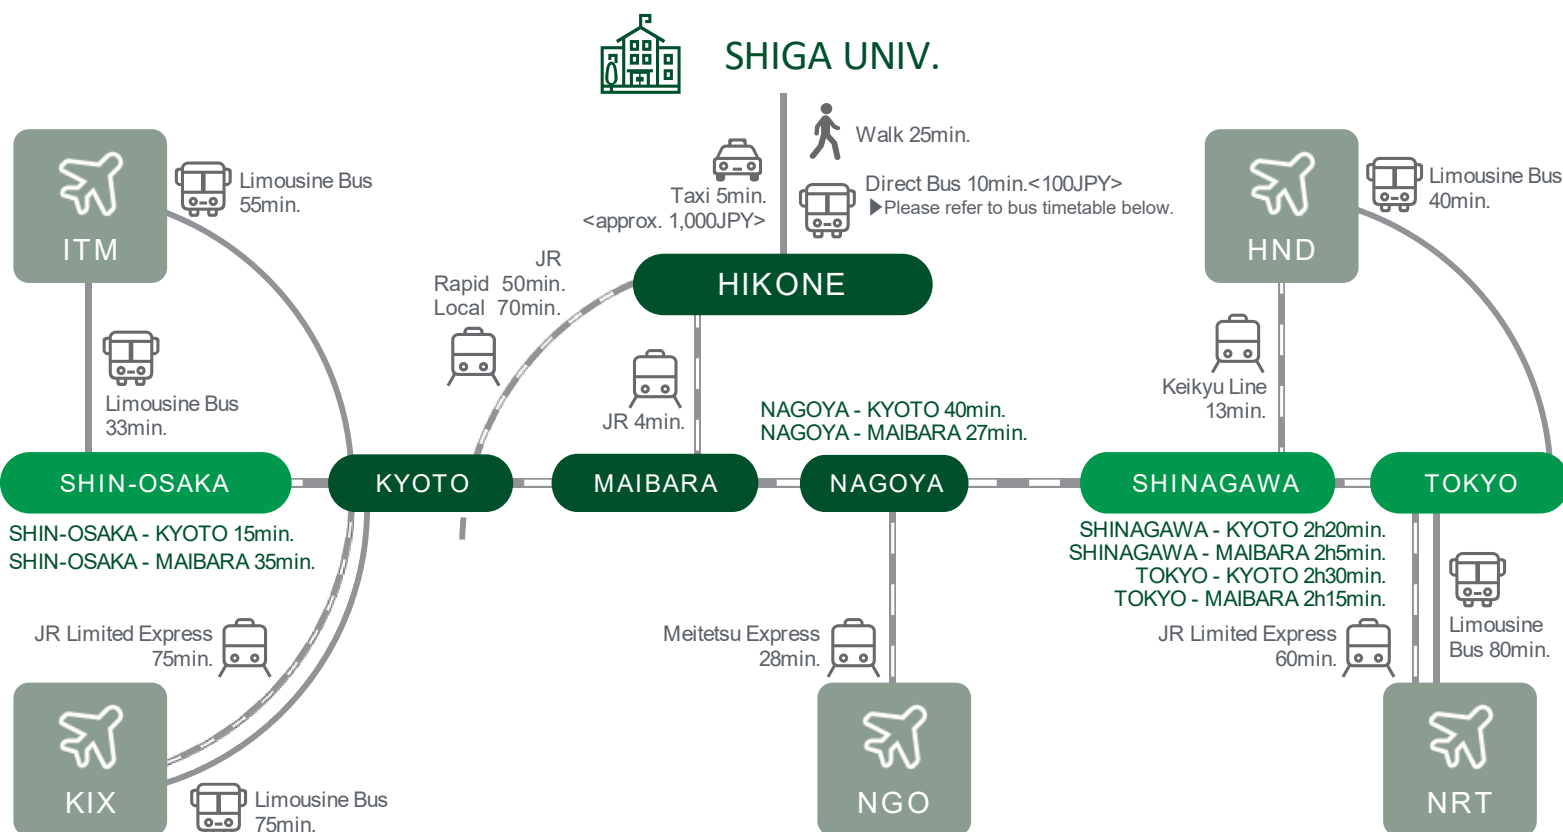 SHIGA UNIV.
Walk 25min.
Taxi 5min.
<approx. 1,000JPY>
Direct Bus 10min.<100JPY>
▶Please refer to bus timetable below.
ITM
Limousine Bus
55min.
HND
Limousine Bus
40min.
JR
Rapid 50min.
Local 70min.
HIKONE
Limousine Bus
33min.
JR 4min.
Keikyu Line
13min.
NAGOYA - KYOTO 40min.
NAGOYA - MAIBARA 27min.
SHIN-OSAKA
KYOTO
MAIBARA
NAGOYA
SHINAGAWA
TOKYO
SHIN-OSAKA - KYOTO 15min.
SHIN-OSAKA - MAIBARA 35min.
SHINAGAWA - KYOTO 2h20min.
SHINAGAWA - MAIBARA 2h5min.
TOKYO - KYOTO 2h30min.
TOKYO - MAIBARA 2h15min.
JR Limited Express
75min.
Meitetsu Express
28min.
JR Limited Express
60min.
Limousine
Bus 80min.
KIX
Limousine Bus
75min.
NGO
NRT